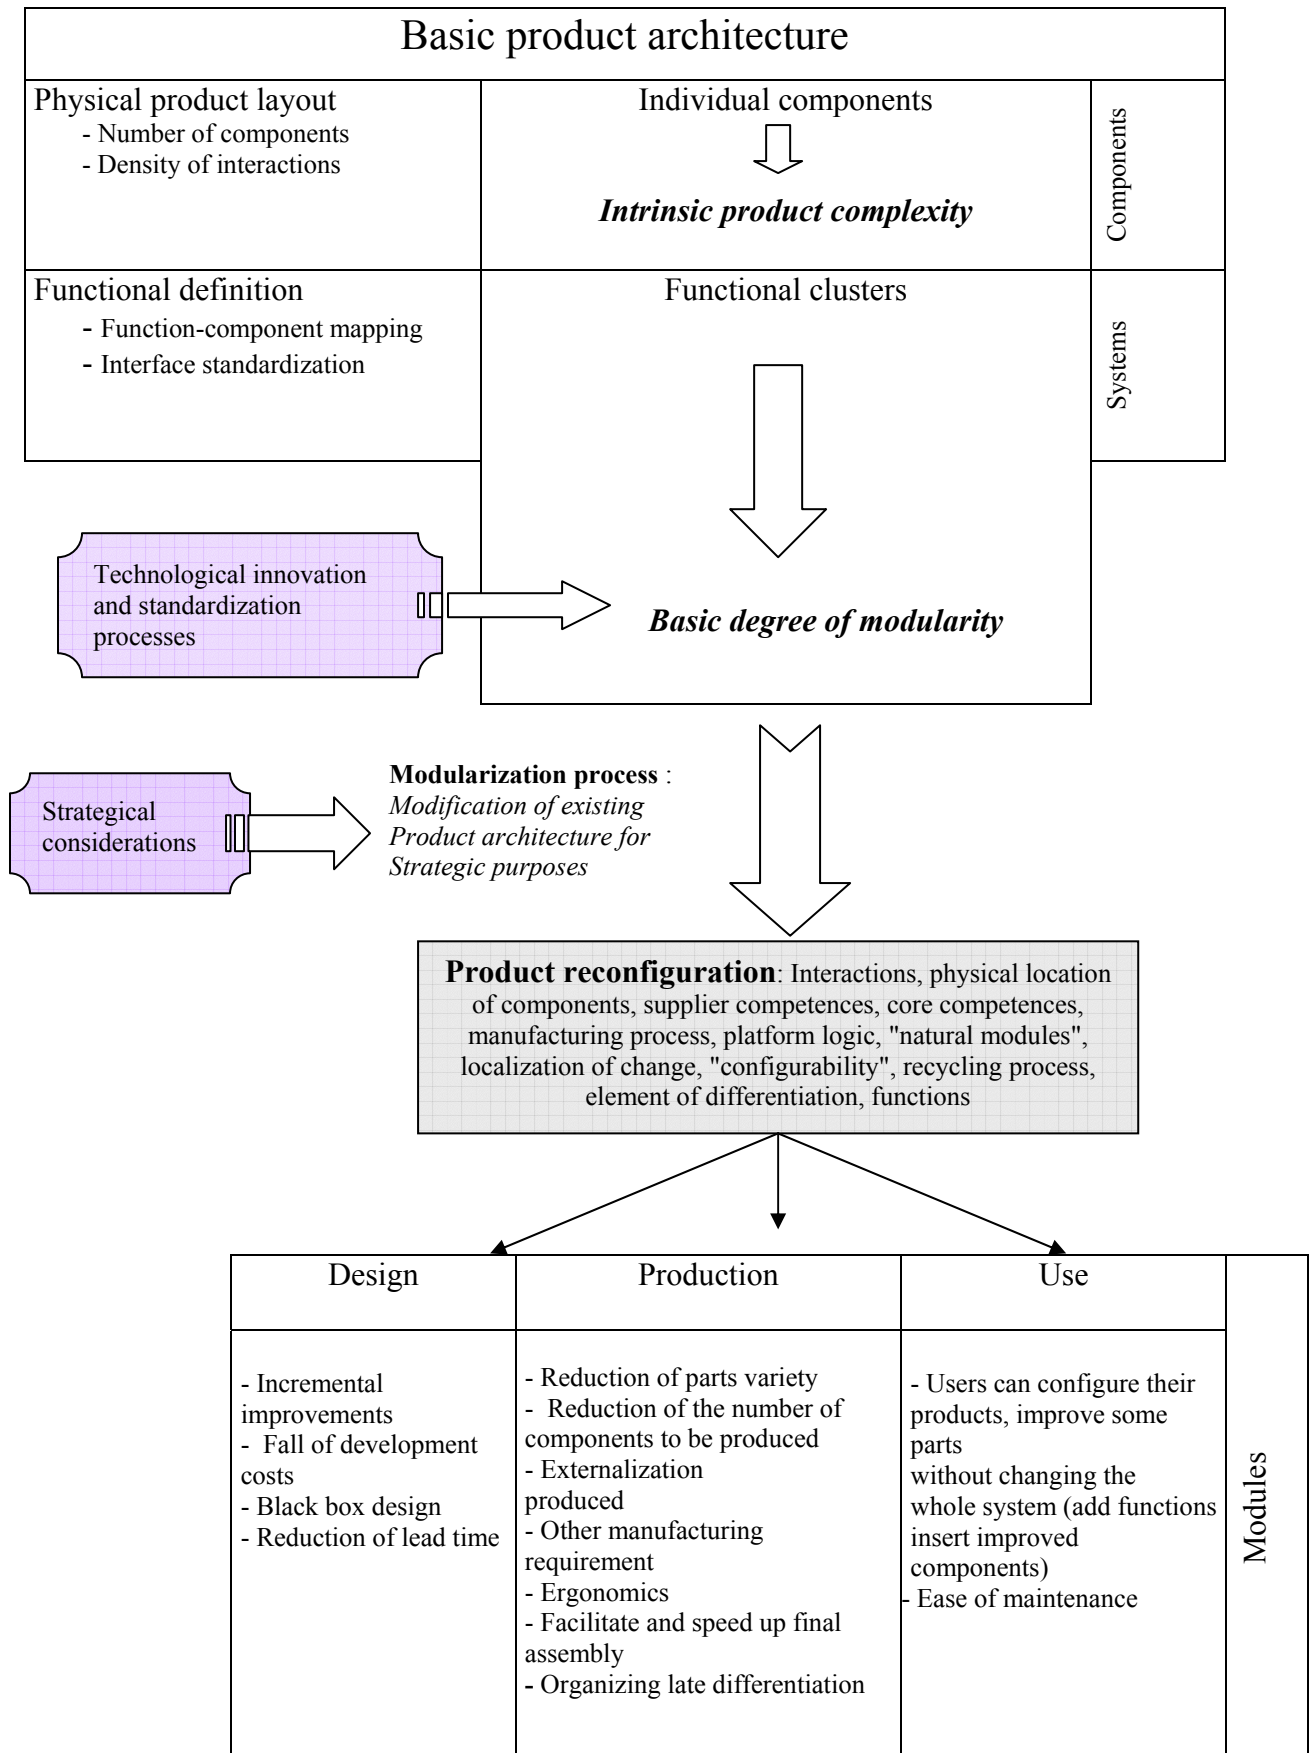 Basic product architecture
Physical product layout
- Number of components
- Density of interactions
Individual components
Intrinsic product complexity
Components
Functional definition
- Function-component mapping
- Interface standardization
Functional clusters
Systems
Technological innovation
and standardization
processes
Basic degree of modularity
Strategical
considerations
Modularization process :
Modification of existing
Product architecture for
Strategic purposes
Product reconfiguration: Interactions, physical location
of components, supplier competences, core competences,
manufacturing process, platform logic, "natural modules",
localization of change, "configurability", recycling process,
element of differentiation, functions
Design
- Incremental
improvements
- Fall of development
costs
- Black box design
- Reduction of lead time
Production
- Reduction of parts variety
- Reduction of the number of
components to be produced
- Externalization
produced
- Other manufacturing
requirement
- Ergonomics
- Facilitate and speed up final
assembly
- Organizing late differentiation
Use
- Users can configure their
products, improve some
parts
without changing the
whole system (add functions
insert improved
components)
- Ease of maintenance
Modules